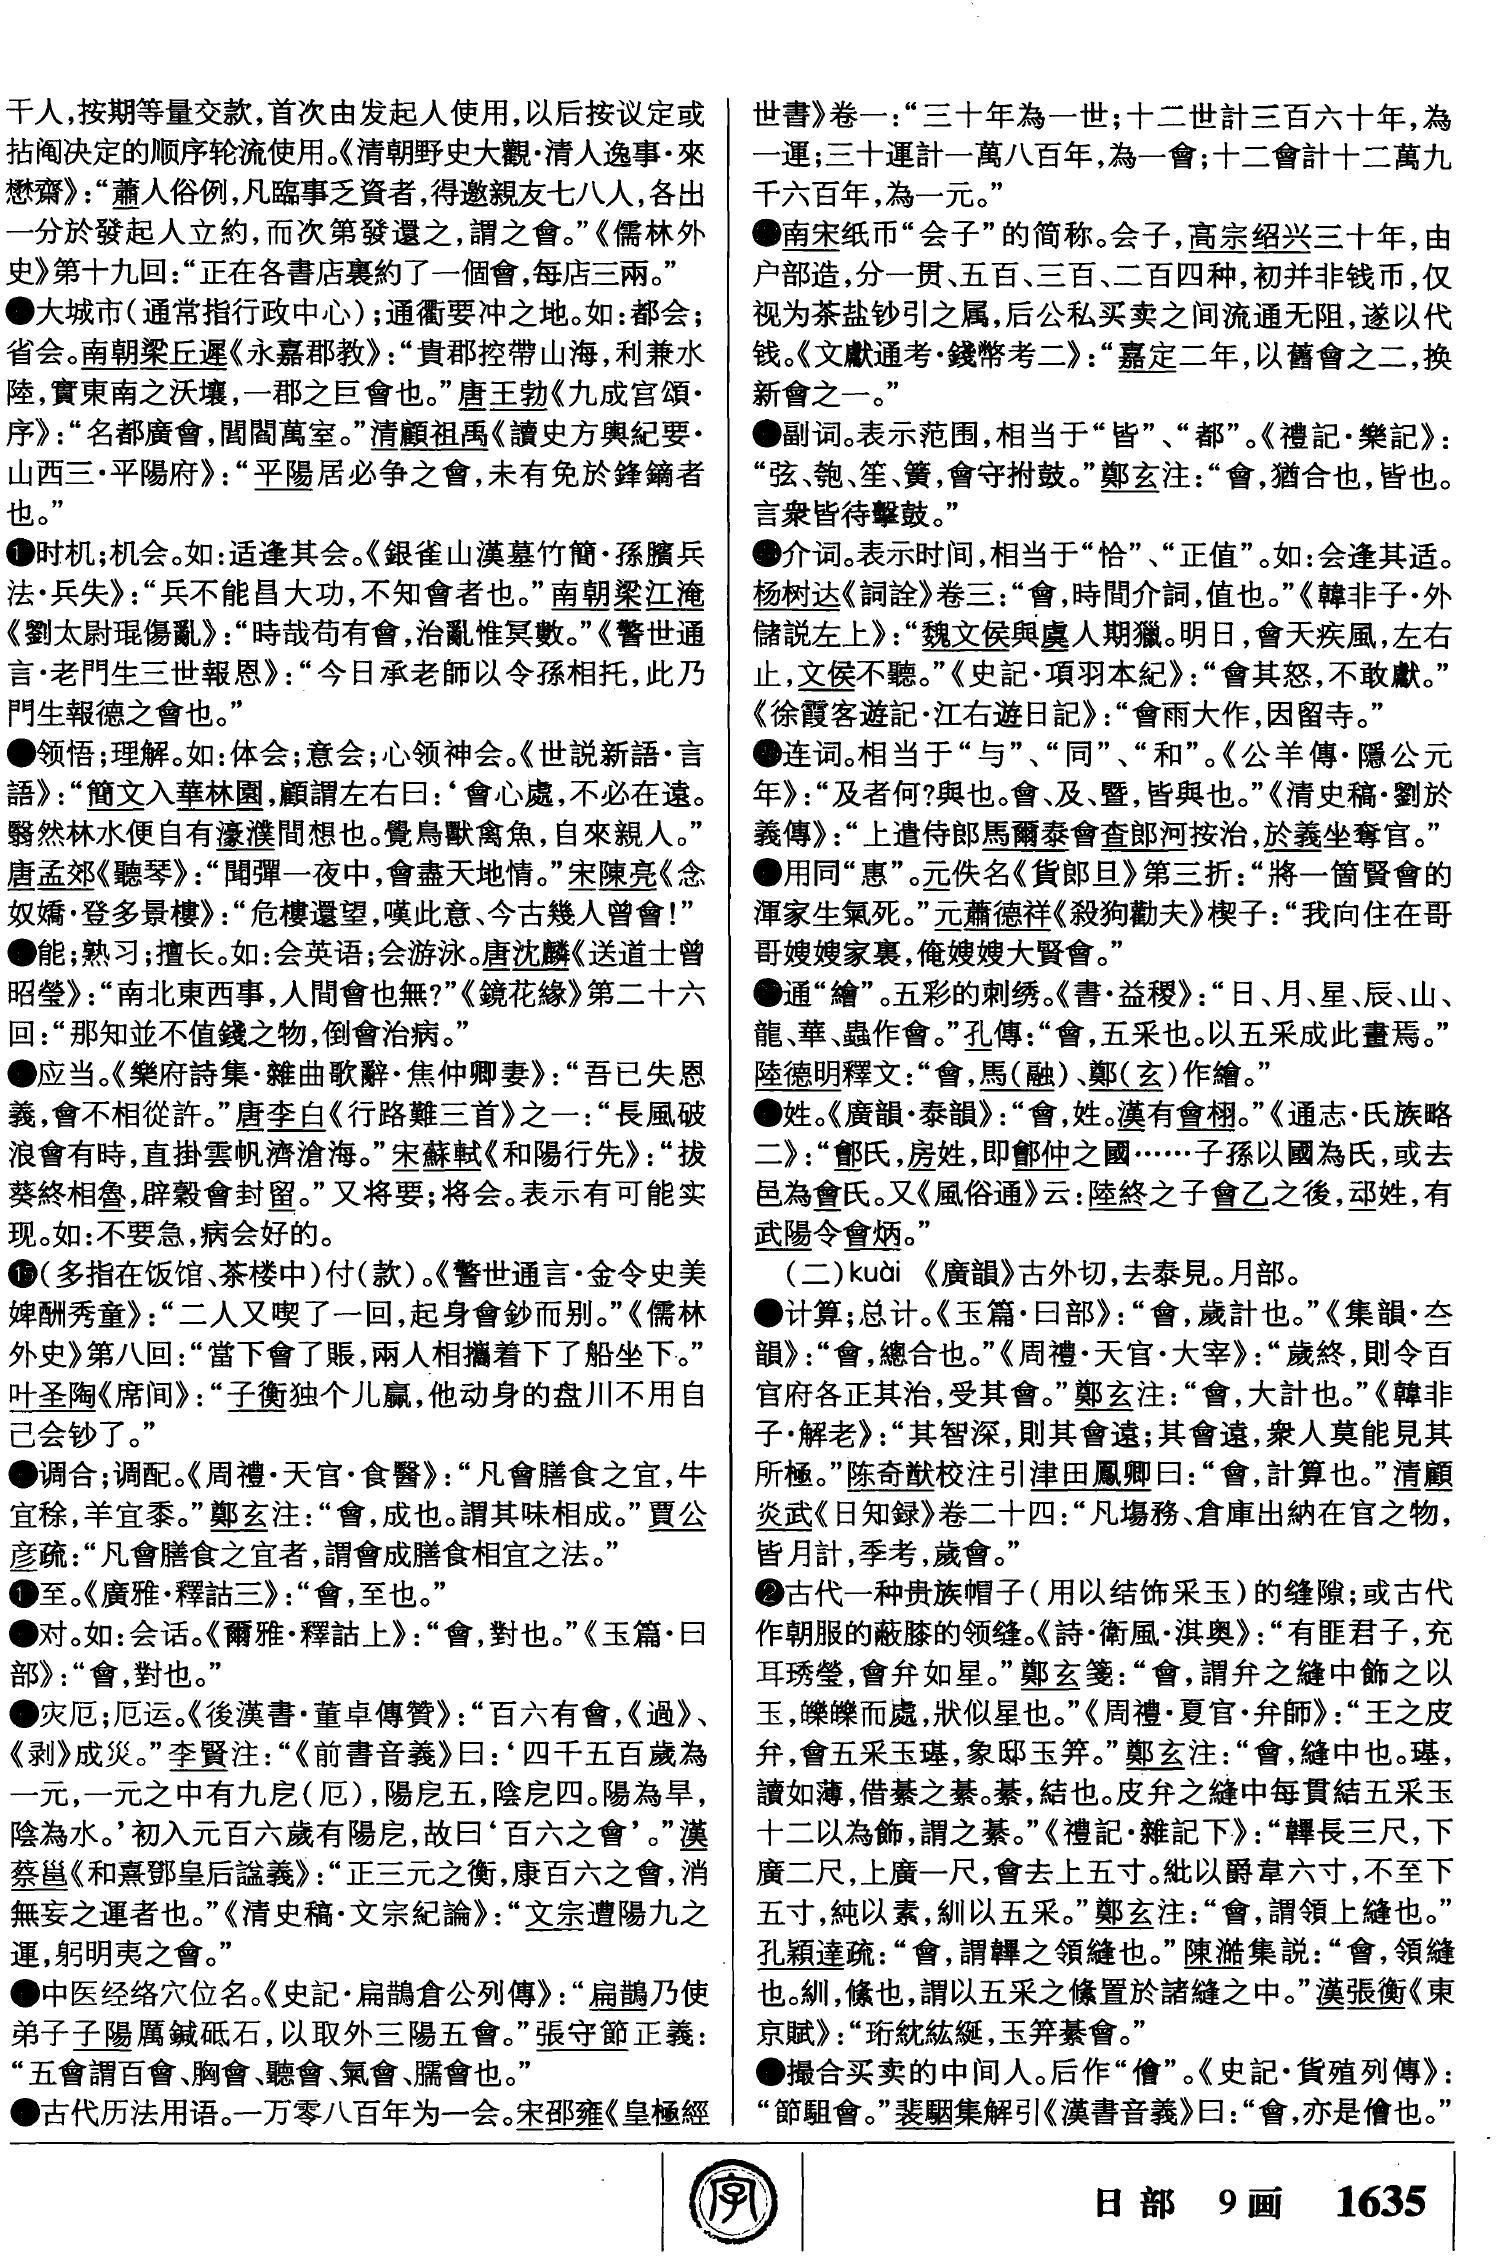 干人,按期等量交款,首次由发起人使用,以后按议定或
拈阄决定的顺序轮流使用。《清朝野史大觀·清人逸事·來
懋齋》:“蕭人俗例,凡臨事乏資者,得邀親友七八人,各出
一分於發起人立約,而次第發還之,謂之會。”《儒林外
史》第十九回:“正在各書店裏約了一個會,每店三兩。”
●大城市(通常指行政中心);通衢要冲之地。如:都会;
省会。南朝梁丘遲《永嘉郡教》:“貴郡控帶山海,利兼水
陸,實東南之沃壤,一郡之巨會也。”唐王勃《九成宫頌·
序》:“名都廣會,閭閻萬室。”清顧祖禹《讀史方輿紀要·
山西三·平陽府》:“平陽居必争之會,未有免於鋒鏑者
也。”
●时机;机会。如:适逢其会。《銀雀山漢墓竹簡·孫臏兵
法·兵失》:“兵不能昌大功,不知會者也。”南朝梁江淹
《劉太尉琨傷亂》:“時哉苟有會,治亂惟冥數。”《警世通
言·老門生三世報恩》:“今日承老師以令孫相托,此乃
門生報德之會也。”
●领悟;理解。如:体会;意会;心领神会。《世説新語·言
語》:“簡文入華林園,顧謂左右曰:‘會心處,不必在遠。
翳然林水便自有濠濮間想也。覺鳥獸禽魚,自來親人。”
唐孟郊《聽琴》:“聞彈一夜中,會盡天地情。”宋陳亮《念
奴嬌·登多景樓》:“危樓還望,嘆此意、今古幾人曾會!”
●能;熟习;擅长。如:会英语;会游泳。唐沈麟《送道士曾
昭瑩》:“南北東西事,人間會也無?”《鏡花緣》第二十六
回:“那知並不值錢之物,倒會治病。”
●应当。《樂府詩集·雜曲歌辭·焦仲卿妻》:“吾已失恩
義,會不相從許。”唐李白《行路難三首》之一:“長風破
浪會有時,直掛雲帆濟滄海。”宋蘇軾《和陽行先》:“拔
葵終相魯,辟穀會封留。”又将要;将会。表示有可能实
现。如:不要急,病会好的。
●(多指在饭馆、茶楼中)付(款)。《警世通言·金令史美
婢酬秀童》:“二人又喫了一回,起身會鈔而别。”《儒林
外史》第八回:“當下會了賬,兩人相攜着下了船坐下。”
叶圣陶《席间》:“子衡独个儿赢,他动身的盘川不用自
己会钞了。”
●调合;调配。《周禮·天官·食醫》:“凡會膳食之宜,牛
宜稌,羊宜黍。”鄭玄注:“會,成也。謂其味相成。”賈公
彦疏:“凡會膳食之宜者,謂會成膳食相宜之法。”
●至。《廣雅·釋詁三》:“會,至也。”
●对。如:会话。《爾雅·釋詁上》:“會,對也。”《玉篇·曰
部》:“會,對也。”
●灾厄;厄运。《後漢書·董卓傳贊》:“百六有會,《過》、
《剥》成災。”李賢注:“《前書音義》曰:‘四千五百歲為
一元,一元之中有九戹(厄),陽戹五,陰戹四。陽為旱,
陰為水。’初入元百六歲有陽戹,故曰‘百六之會’。”漢
蔡邕《和熹鄧皇后謚義》:“正三元之衡,康百六之會,消
無妄之運者也。”《清史稿·文宗紀論》:“文宗遭陽九之
運,躬明夷之會。”
●中医经络穴位名。《史記·扁鵲倉公列傳》:“扁鵲乃使
弟子子陽厲鍼砥石,以取外三陽五會。”張守節正義:
“五會謂百會、胸會、聽會、氣會、臑會也。”
●古代历法用语。一万零八百年为一会。宋邵雍《皇極經
世書》卷一:“三十年為一世;十二世計三百六十年,為
一運;三十運計一萬八百年,為一會;十二會計十二萬九
千六百年,為一元。”
●南宋纸币“会子”的简称。会子,高宗绍兴三十年,由
户部造,分一贯、五百、三百、二百四种,初并非钱币,仅
视为茶盐钞引之属,后公私买卖之间流通无阻,遂以代
钱。《文獻通考·錢幣考二》:“嘉定二年,以舊會之二,换
新會之一。”
●副词。表示范围,相当于“皆”、“都”。《禮記·樂記》:
“弦、匏、笙、簧,會守拊鼓。”鄭玄注:“會,猶合也,皆也。
言衆皆待擊鼓。”
●介词。表示时间,相当于“恰”、“正值”。如:会逢其适。
杨树达《詞詮》卷三:“會,時間介詞,值也。”《韓非子·外
儲説左上》:“魏文侯與虞人期獵。明日,會天疾風,左右
止,文侯不聽。”《史記·項羽本紀》:“會其怒,不敢獻。”
《徐霞客遊記·江右遊日記》:“會雨大作,因留寺。”
●连词。相当于“与”、“同”、“和”。《公羊傳·隱公元
年》:“及者何?與也。會、及、暨,皆與也。”《清史稿·劉於
義傳》:“上遣侍郎馬爾泰會查郎河按治,於義坐奪官。”
●用同“惠”。元佚名《貨郎旦》第三折:“將一箇賢會的
渾家生氣死。”元蕭德祥《殺狗勸夫》楔子:“我向住在哥
哥嫂嫂家裏,俺嫂嫂大賢會。”
●通“繪”。五彩的刺绣。《書·益稷》:“日、月、星、辰、山、
龍、華、蟲作會。”孔傳:“會,五采也。以五采成此畫焉。”
陸德明釋文:“會,馬(融)、鄭(玄)作繪。”
●姓。《廣韻·泰韻》:“會,姓。漢有會栩。”《通志·氏族略
二》:“鄶氏,房姓,即鄶仲之國……子孫以國為氏,或去
邑為會氏。又《風俗通》云:陸終之子會乙之後,邧姓,有
武陽令會炳。”
(二)kuài 《廣韻》古外切,去泰見。月部。
●计算;总计。《玉篇·曰部》:“會,歲計也。”《集韻·夳
韻》:“會,總合也。”《周禮·天官·大宰》:“歲終,則令百
官府各正其治,受其會。”鄭玄注:“會,大計也。”《韓非
子·解老》:“其智深,則其會遠;其會遠,衆人莫能見其
所極。”陈奇猷校注引津田鳳卿曰:“會,計算也。”清顧
炎武《日知録》卷二十四:“凡塲務、倉庫出納在官之物,
皆月計,季考,歲會。”
❷古代一种贵族帽子(用以结饰采玉)的缝隙;或古代
作朝服的蔽膝的领缝。《詩·衛風·淇奥》:“有匪君子,充
耳琇瑩,會弁如星。”鄭玄箋:“會,謂弁之縫中飾之以
玉,皪皪而處,狀似星也。”《周禮·夏官·弁師》:“王之皮
弁,會五采玉璂,象邸玉笄。”鄭玄注:“會,縫中也。璂,
讀如薄,借綦之綦。綦,結也。皮弁之縫中每貫結五采玉
十二以為飾,謂之綦。”《禮記·雜記下》:“韠長三尺,下
廣二尺,上廣一尺,會去上五寸。紕以爵韋六寸,不至下
五寸,純以素,紃以五采。”鄭玄注:“會,謂領上縫也。”
孔穎達疏:“會,謂韠之領縫也。”陳澔集説:“會,領縫
也。紃,絛也,謂以五采之絛置於諸縫之中。”漢張衡《東
京賦》:“珩紞紘綖,玉笄綦會。”
●撮合买卖的中间人。后作“儈”。《史記·貨殖列傳》:
“節駔會。”裴駰集解引《漢書音義》曰:“會,亦是儈也。”
字
日部 9画 1635